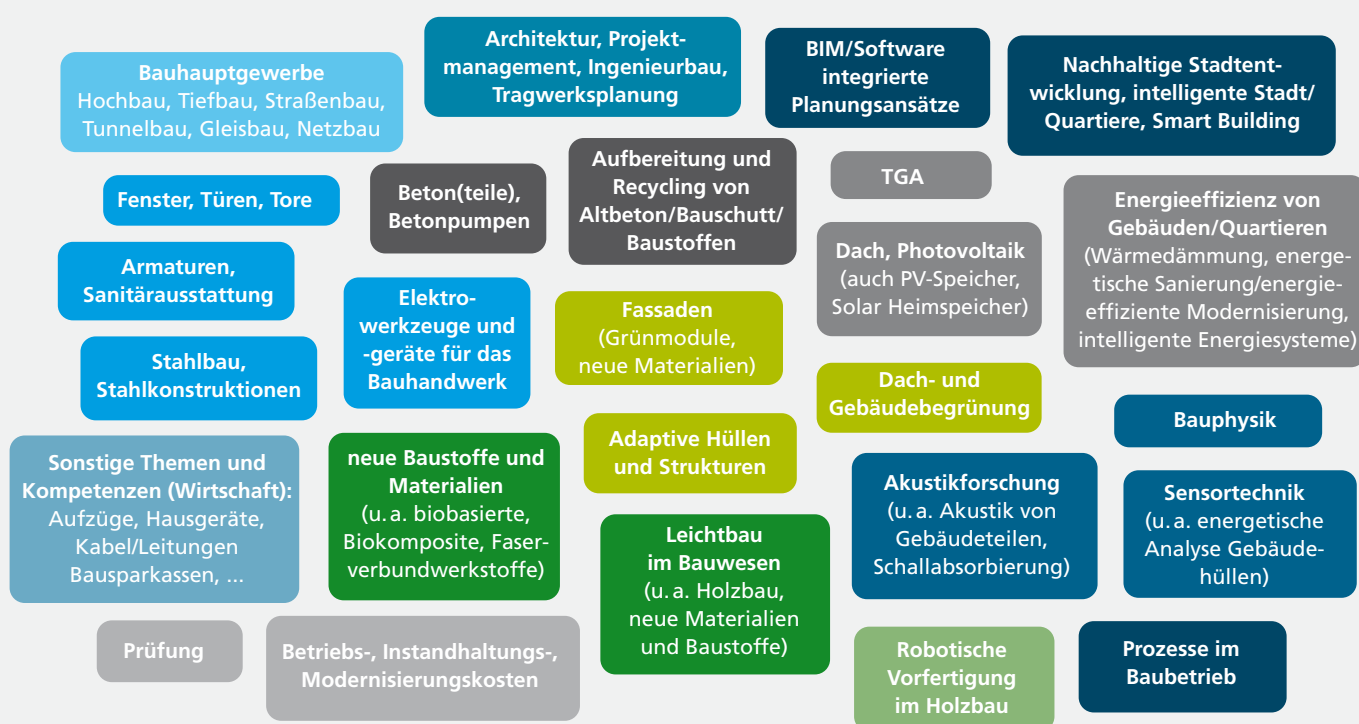 Bauhauptgewerbe
Hochbau, Tiefbau, Straßenbau,
Tunnelbau, Gleisbau, Netzbau
Architektur, Projekt-
management, Ingenieurbau,
Tragwerksplanung
BIM/Software
integrierte
Planungsansätze
Nachhaltige Stadtent-
wicklung, intelligente Stadt/
Quartiere, Smart Building
Fenster, Türen, Tore
Beton(teile),
Betonpumpen
Aufbereitung und
Recycling von
Altbeton/Bauschutt/
Baustoffen
TGA
Energieeffizienz von
Gebäuden/Quartieren
(Wärmedämmung, energe-
tische Sanierung/energie-
effiziente Modernisierung,
intelligente Energiesysteme)
Armaturen,
Sanitärausstattung
Elektro-
werkzeuge und
-geräte für das
Bauhandwerk
Fassaden
(Grünmodule,
neue Materialien)
Dach, Photovoltaik
(auch PV-Speicher,
Solar Heimspeicher)
Stahlbau,
Stahlkonstruktionen
Dach- und
Gebäudebegrünung
Bauphysik
Sonstige Themen und
Kompetenzen (Wirtschaft):
Aufzüge, Hausgeräte,
Kabel/Leitungen
Bausparkassen, ...
neue Baustoffe und
Materialien
(u. a. biobasierte,
Biokomposite, Faser-
verbundwerkstoffe)
Adaptive Hüllen
und Strukturen
Akustikforschung
(u. a. Akustik von
Gebäudeteilen,
Schallabsorbierung)
Sensortechnik
(u. a. energetische
Analyse Gebäude-
hüllen)
Leichtbau
im Bauwesen
(u. a. Holzbau,
neue Materialien
und Baustoffe)
Prüfung
Betriebs-, Instandhaltungs-,
Modernisierungskosten
Robotische
Vorfertigung
im Holzbau
Prozesse im
Baubetrieb